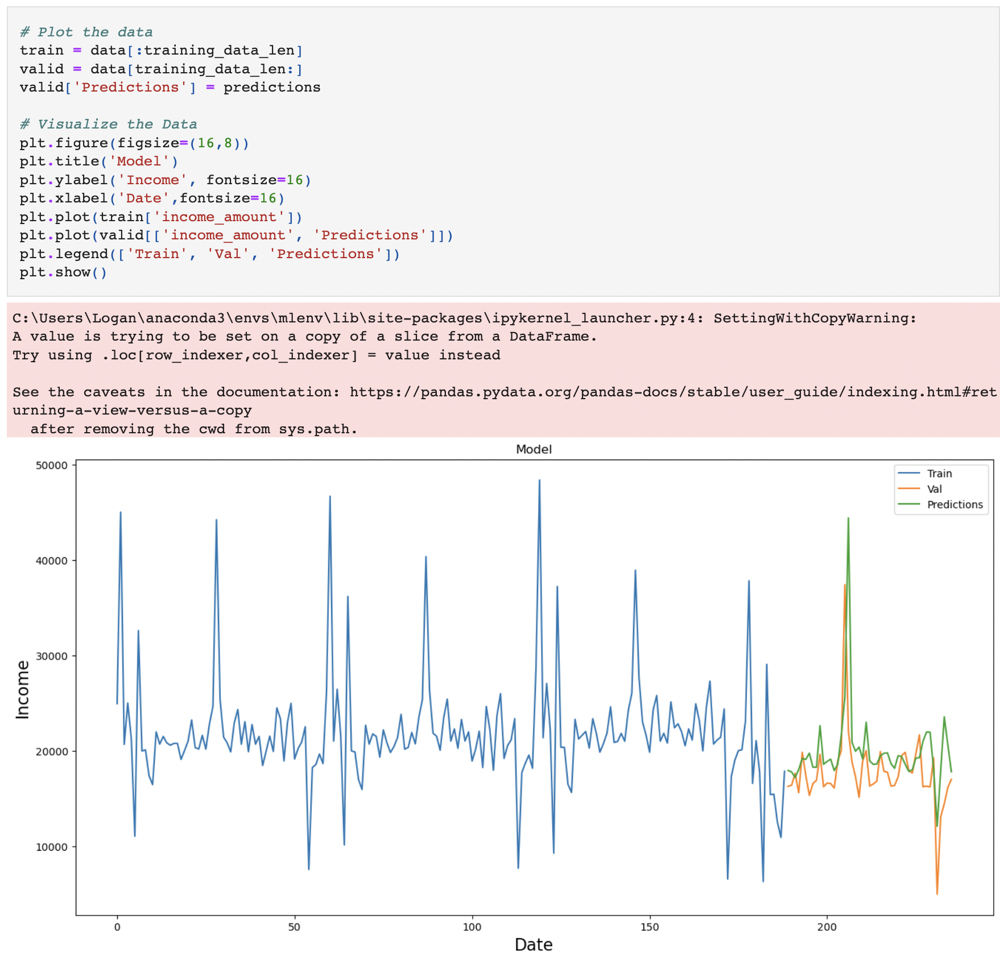 # Plot the data
train = data[:training_data_len]
valid = data[training_data_len:]
valid['Predictions'] = predictions
# Visualize the Data
plt.figure(figsize=(16,8))
plt.title('Model')
plt.ylabel('Income', fontsize=16)
plt.xlabel('Date',fontsize=16)
plt.plot(train['income_amount'])
plt.plot(valid[['income_amount', 'Predictions']])
plt.legend(['Train', 'Val', 'Predictions'])
plt.show()
C:\Users\Logan\anaconda3\envs\mlenv\lib\site-packages\ipykernel_launcher.py:4: SettingWithCopyWarning:
A value is trying to be set on a copy of a slice from a DataFrame.
Try using .loc[row_indexer,col_indexer] = value instead
See the caveats in the documentation: https://pandas.pydata.org/pandas-docs/stable/user_guide/indexing.html#ret
urning-a-view-versus-a-copy
  after removing the cwd from sys.path.
Model
50000
40000
30000
20000
10000
Income
Train
Val
Predictions
0
50
100
150
200
Date